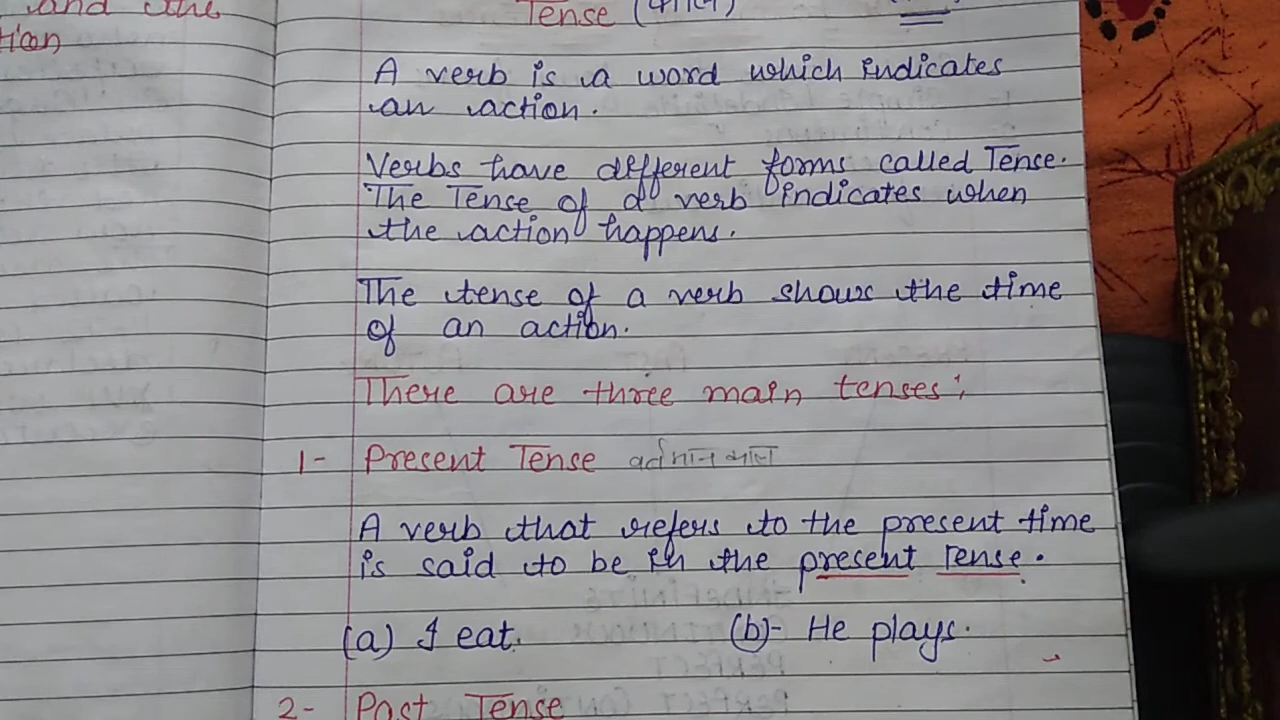 and the
tion
Tense (काल)
A verb is a word which indicates
an action.
Verbs have different forms called Tense.
The Tense of a verb indicates when
the action happens.
The tense of a verb shows the time
of an action.
There are three main tenses:
1- Present Tense वर्तमान काल
A verb that refers to the present time
is said to be in the present Tense.
(a) I eat.
(b)- He plays.
2- Past Tense